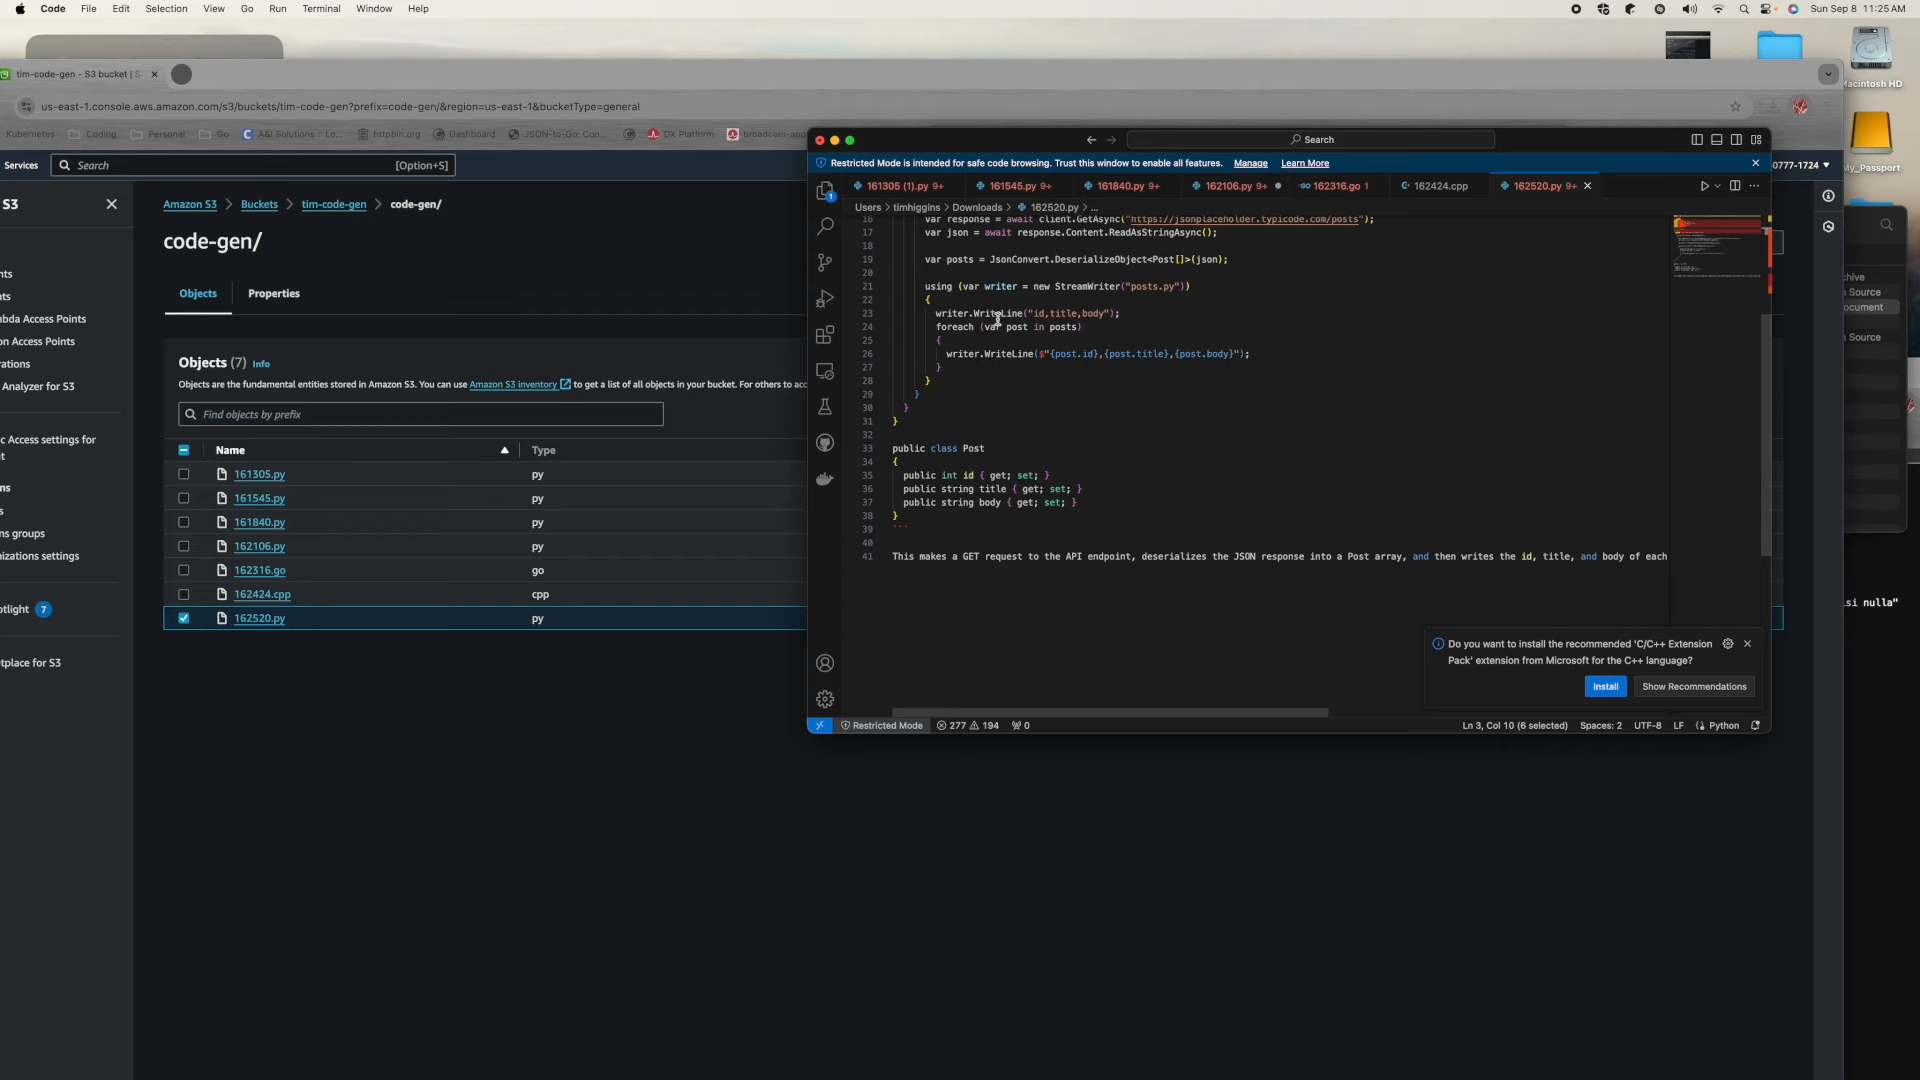 Code File Edit Selection View Go Run Terminal Window Help
Sun Sep 8 11:25 AM
Macintosh HD
My_Passport
tim-code-gen - S3 bucket | S
us-east-1.console.aws.amazon.com/s3/buckets/tim-code-gen?prefix=code-gen/&region=us-east-1&bucketType=general
Kubernetes Coding Personal Go A&I Solutions :: Lo... httpbin.org Dashboard JSON-to-Go: Con... DX Platform broadcom-aod
Services Search [Option+S]
0777-1724
S3
Amazon S3 > Buckets > tim-code-gen > code-gen/
code-gen/
Objects Properties
nts
nts
nbda Access Points
on Access Points
rations
Analyzer for S3
c Access settings for
nt
ns
s
ns groups
nizations settings
otlight 7
etplace for S3
Objects (7) Info
Objects are the fundamental entities stored in Amazon S3. You can use Amazon S3 inventory to get a list of all objects in your bucket. For others to acc
Find objects by prefix
Name Type
161305.py py
161545.py py
161840.py py
162106.py py
162316.go go
162424.cpp cpp
162520.py py
Search
Restricted Mode is intended for safe code browsing. Trust this window to enable all features. Manage Learn More
161305 (1).py 9+ 161545.py 9+ 161840.py 9+ 162106.py 9+ 162316.go 1 162424.cpp 162520.py 9+
Users > timhiggins > Downloads > 162520.py > ...
16 var response = await client.GetAsync("https://jsonplaceholder.typicode.com/posts");
17 var json = await response.Content.ReadAsStringAsync();
18
19 var posts = JsonConvert.DeserializeObject<Post[]>(json);
20
21 using (var writer = new StreamWriter("posts.py"))
22 {
23 writer.WriteLine("id,title,body");
24 foreach (var post in posts)
25 {
26 writer.WriteLine($"{post.id},{post.title},{post.body}");
27 }
28 }
29 }
30 }
31 }
32
33 public class Post
34 {
35 public int id { get; set; }
36 public string title { get; set; }
37 public string body { get; set; }
38 }
39 ```
40
41 This makes a GET request to the API endpoint, deserializes the JSON response into a Post array, and then writes the id, title, and body of each
Do you want to install the recommended 'C/C++ Extension
Pack' extension from Microsoft for the C++ language?
Install Show Recommendations
Restricted Mode 277 194 0 Ln 3, Col 10 (6 selected) Spaces: 2 UTF-8 LF Python
chive
n Source
ocument
n Source
si nulla"